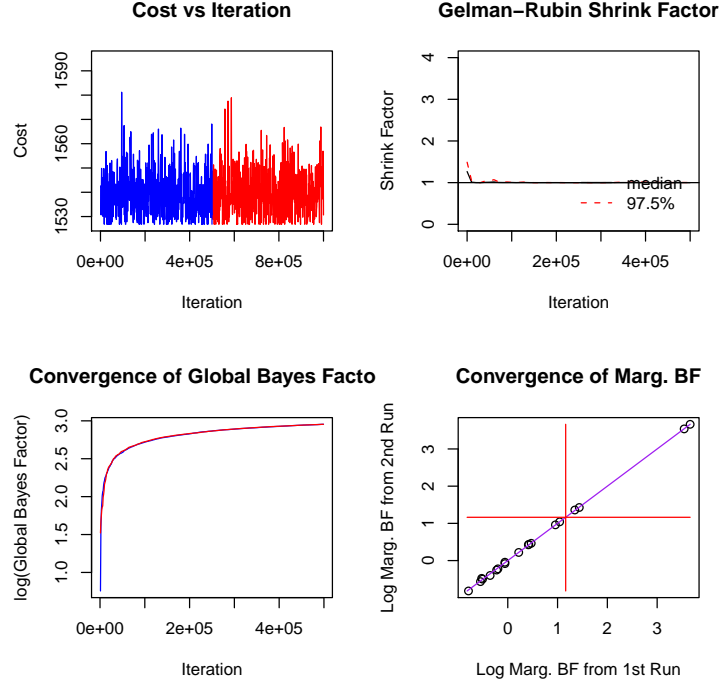 Cost vs Iteration
Cost
1590
1560
1530
0e+00 4e+05 8e+05
Iteration
Gelman−Rubin Shrink Factor
Shrink Factor
4
3
2
1
0
median
97.5%
0e+00 2e+05 4e+05
Iteration
Convergence of Global Bayes Facto
log(Global Bayes Factor)
3.0
2.5
2.0
1.5
1.0
0e+00 2e+05 4e+05
Iteration
Convergence of Marg. BF
Log Marg. BF from 2nd Run
3
2
1
0
0 1 2 3
Log Marg. BF from 1st Run